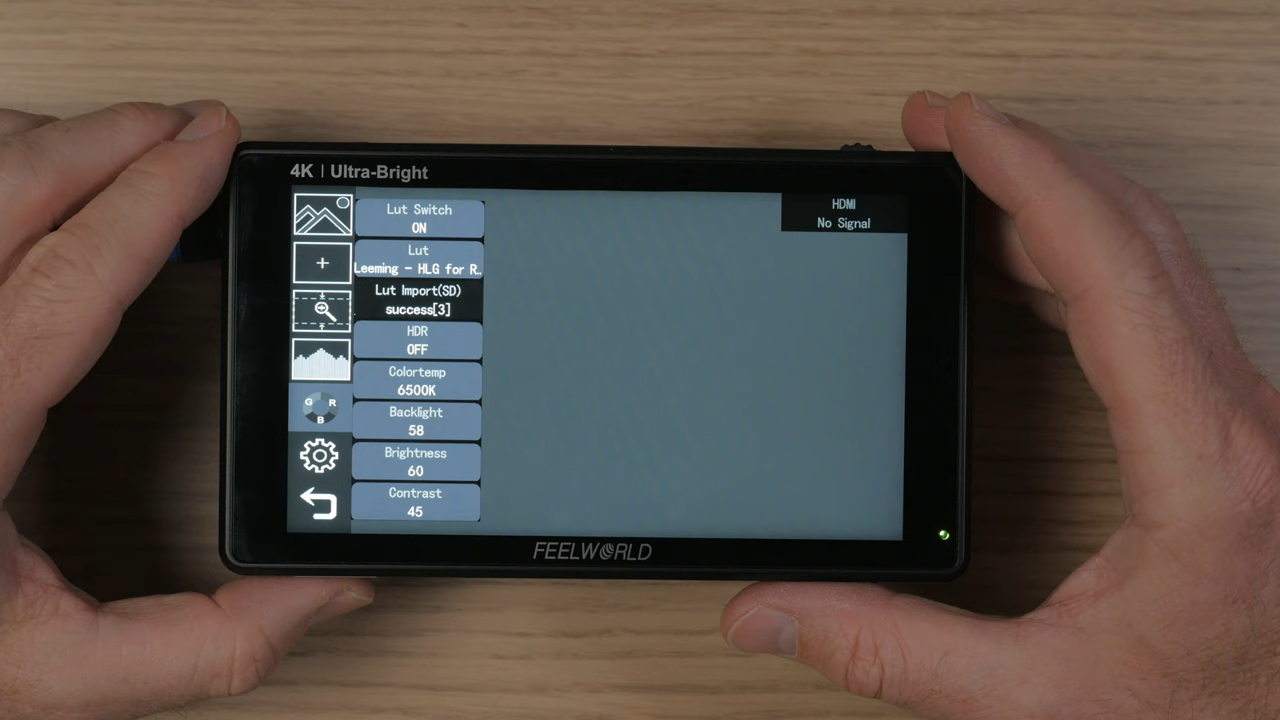 4K | Ultra-Bright
Lut Switch
ON
Lut
Leeming - HLG for R..
Lut Import(SD)
success[3]
HDR
OFF
Colortemp
6500K
Backlight
58
Brightness
60
Contrast
45
G R
B
HDMI
No Signal
FEELWORLD